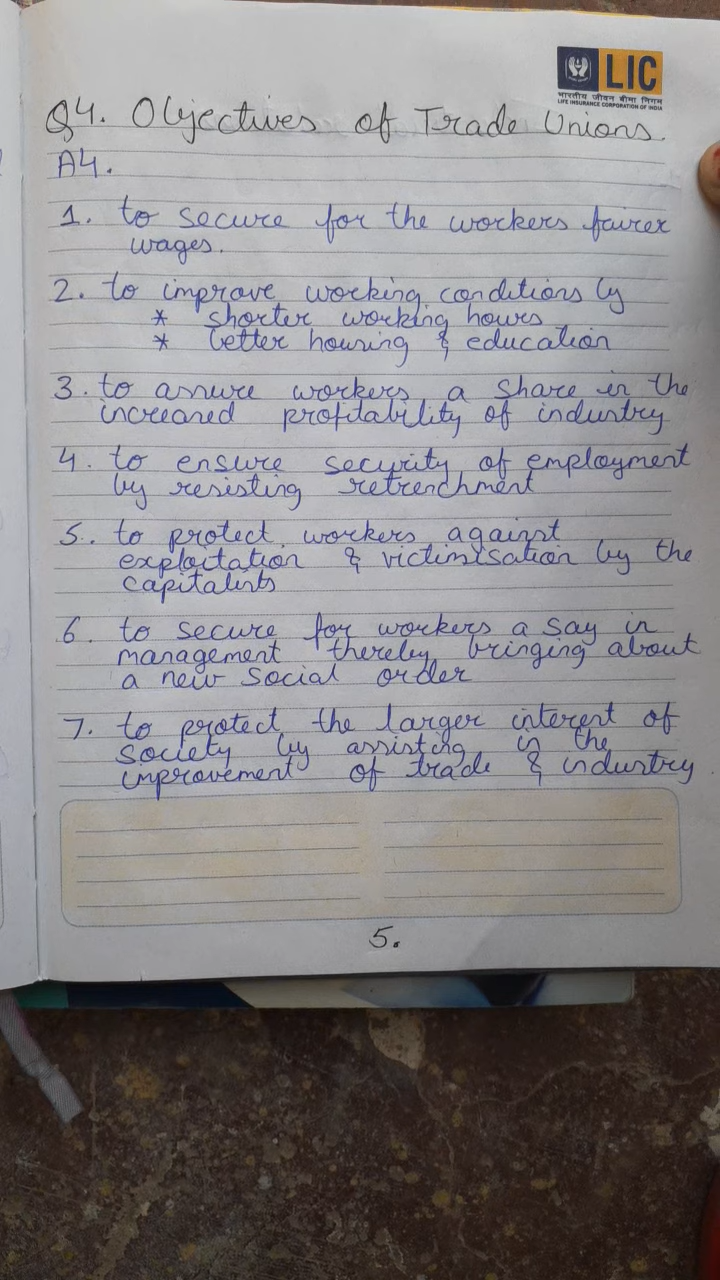 LIC
भारतीय जीवन बीमा निगम
LIFE INSURANCE CORPORATION OF INDIA
Q4. Objectives of Trade Unions
A4.
1. to secure for the workers fairer
wages.
2. to improve working conditions by
* shorter working hours
* better housing & education
3. to assure workers a share in the
increased profitability of industry
4. to ensure security of employment
by resisting retrenchment
5. to protect workers against
exploitation & victimisation by the
capitalists
6. to secure for workers a say in
management thereby bringing about
a new social order
7. to protect the larger interest of
society by assisting in the
improvement of trade & industry
5.